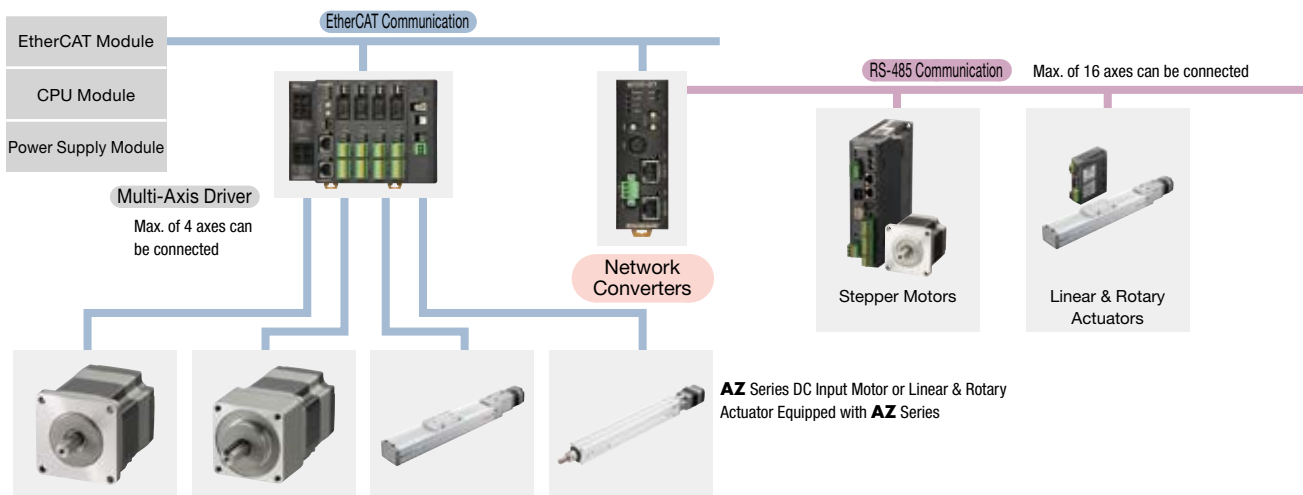 EtherCAT Communication
EtherCAT Module
CPU Module
Power Supply Module
RS-485 Communication
Max. of 16 axes can be connected
Multi-Axis Driver
Max. of 4 axes can
be connected
Network
Converters
Stepper Motors
Linear & Rotary
Actuators
AZ Series DC Input Motor or Linear & Rotary
Actuator Equipped with AZ Series